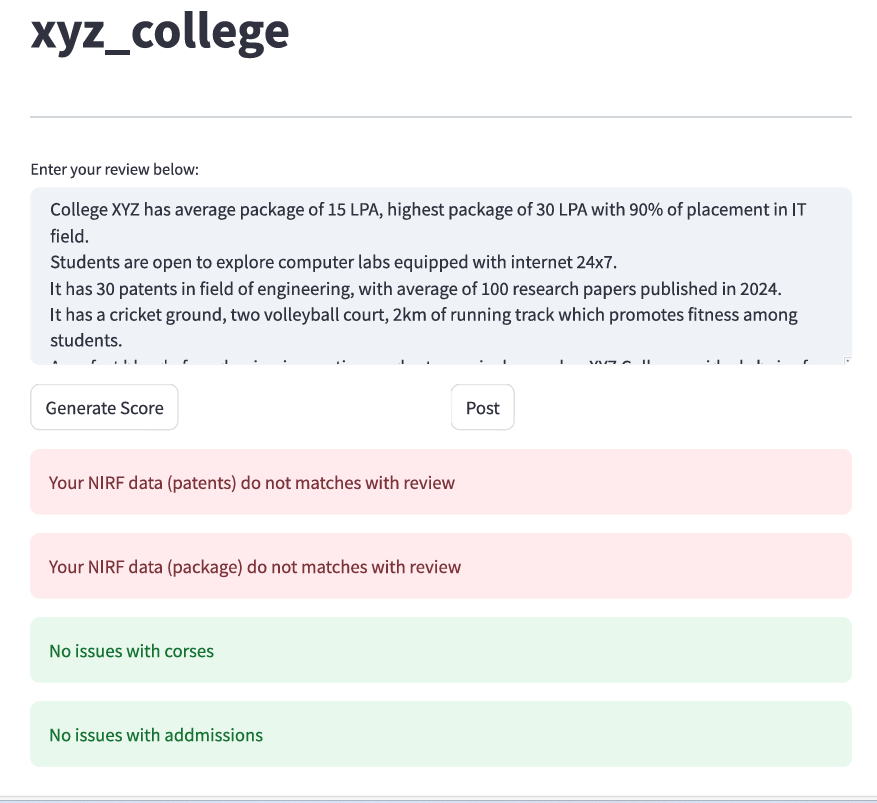 xyz_college
Enter your review below:
College XYZ has average package of 15 LPA, highest package of 30 LPA with 90% of placement in IT
field.
Students are open to explore computer labs equipped with internet 24x7.
It has 30 patents in field of engineering, with average of 100 research papers published in 2024.
It has a cricket ground, two volleyball court, 2km of running track which promotes fitness among
students.
Generate Score
Post
Your NIRF data (patents) do not matches with review
Your NIRF data (package) do not matches with review
No issues with corses
No issues with addmissions